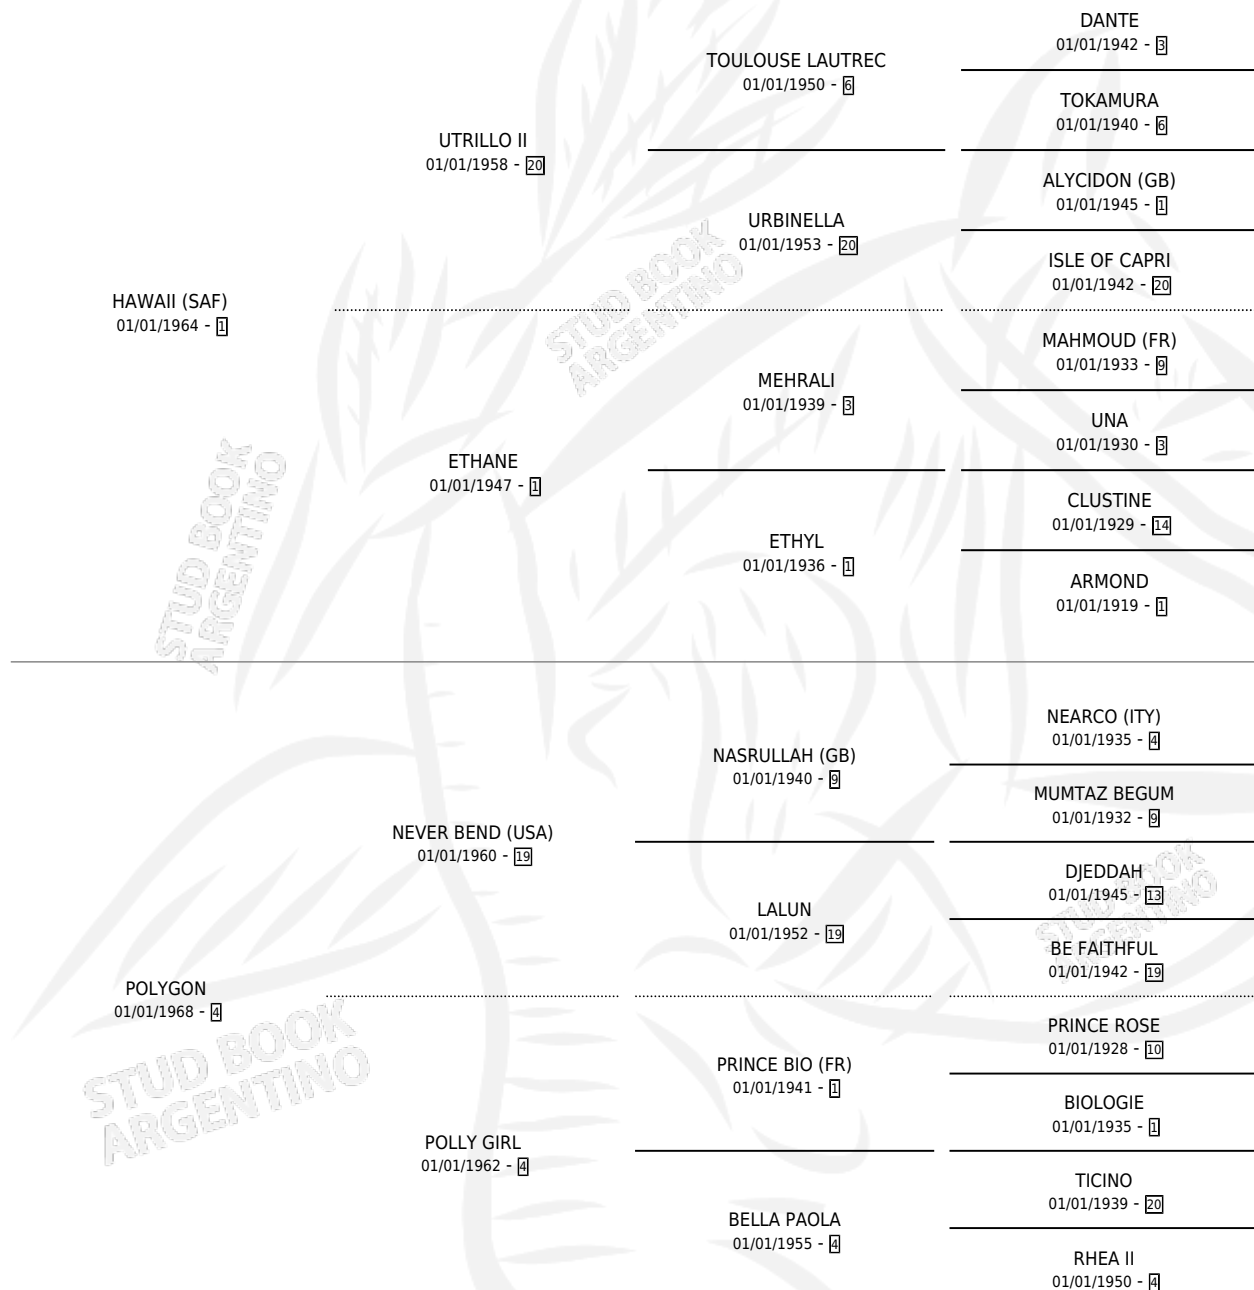 DANTE
01/01/1942 - 3
TOULOUSE LAUTREC
01/01/1950 - 6
TOKAMURA
01/01/1940 - 6
UTRILLO II
01/01/1958 - 20
ALYCIDON (GB)
01/01/1945 - 1
URBINELLA
01/01/1953 - 20
ISLE OF CAPRI
01/01/1942 - 20
HAWAII (SAF)
01/01/1964 - 1
STUD BOOK
ARGENTINO
MAHMOUD (FR)
01/01/1933 - 9
MEHRALI
01/01/1939 - 3
UNA
01/01/1930 - 3
ETHANE
01/01/1947 - 1
CLUSTINE
01/01/1929 - 14
ETHYL
01/01/1936 - 1
ARMOND
01/01/1919 - 1
STUD BOOK
ARGENTINO
NEARCO (ITY)
01/01/1935 - 4
NASRULLAH (GB)
01/01/1940 - 9
MUMTAZ BEGUM
01/01/1932 - 9
NEVER BEND (USA)
01/01/1960 - 19
DJEDDAH
01/01/1945 - 13
LALUN
01/01/1952 - 19
STUD BOOK
ARGENTINO
BE FAITHFUL
01/01/1942 - 19
POLYGON
01/01/1968 - 4
STUD BOOK
ARGENTINO
PRINCE ROSE
01/01/1928 - 10
PRINCE BIO (FR)
01/01/1941 - 1
BIOLOGIE
01/01/1935 - 1
POLLY GIRL
01/01/1962 - 4
TICINO
01/01/1939 - 20
BELLA PAOLA
01/01/1955 - 4
RHEA II
01/01/1950 - 4